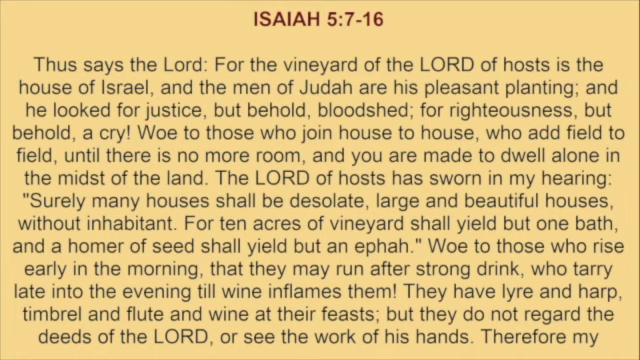 ISAIAH 5:7-16
Thus says the Lord: For the vineyard of the LORD of hosts is the
house of Israel, and the men of Judah are his pleasant planting; and
he looked for justice, but behold, bloodshed; for righteousness, but
behold, a cry! Woe to those who join house to house, who add field to
field, until there is no more room, and you are made to dwell alone in
the midst of the land. The LORD of hosts has sworn in my hearing:
"Surely many houses shall be desolate, large and beautiful houses,
without inhabitant. For ten acres of vineyard shall yield but one bath,
and a homer of seed shall yield but an ephah." Woe to those who rise
early in the morning, that they may run after strong drink, who tarry
late into the evening till wine inflames them! They have lyre and harp,
timbrel and flute and wine at their feasts; but they do not regard the
deeds of the LORD, or see the work of his hands. Therefore my